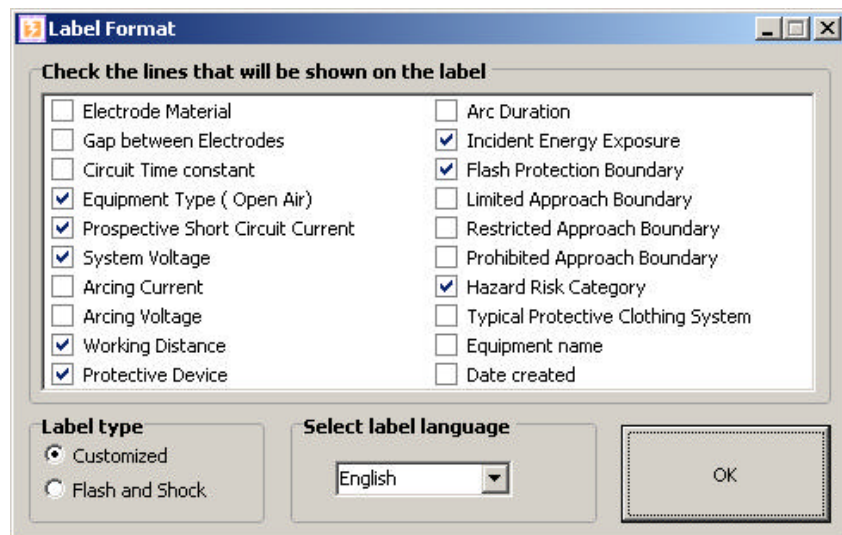 Label Format
Check the lines that will be shown on the label
Electrode Material
Gap between Electrodes
Circuit Time constant
Equipment Type ( Open Air)
Prospective Short Circuit Current
System Voltage
Arcing Current
Arcing Voltage
Working Distance
Protective Device
Arc Duration
Incident Energy Exposure
Flash Protection Boundary
Limited Approach Boundary
Restricted Approach Boundary
Prohibited Approach Boundary
Hazard Risk Category
Typical Protective Clothing System
Equipment name
Date created
Label type
Customized
Flash and Shock
Select label language
English
OK